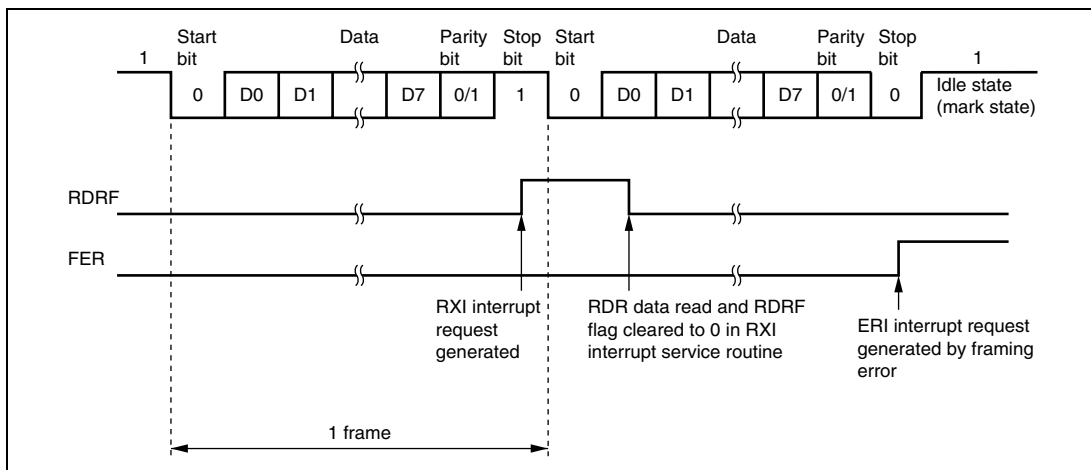 Start bit Data Parity bit Stop bit Start bit Data Parity bit Stop bit
1 1
0 D0 D1 D7 0/1 1 0 D0 D1 D7 0/1 0 Idle state (mark state)
RDRF
FER
RXI interrupt
request
generated
RDR data read and RDRF
flag cleared to 0 in RXI
interrupt service routine
ERI interrupt request
generated by framing
error
1 frame